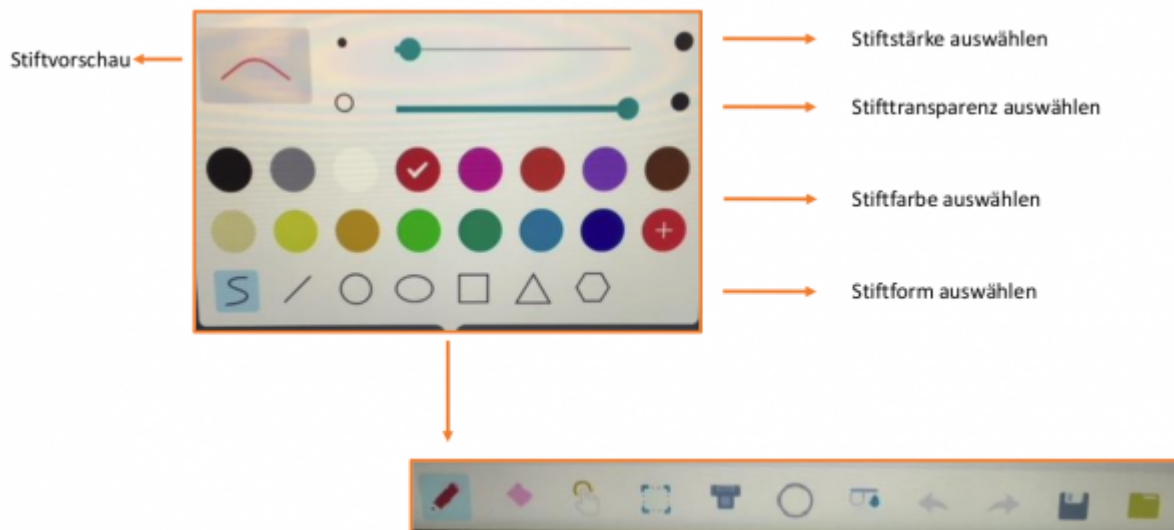 Stiftvorschau
Stiftstärke auswählen
Stifttransparenz auswählen
Stiftfarbe auswählen
Stiftform auswählen